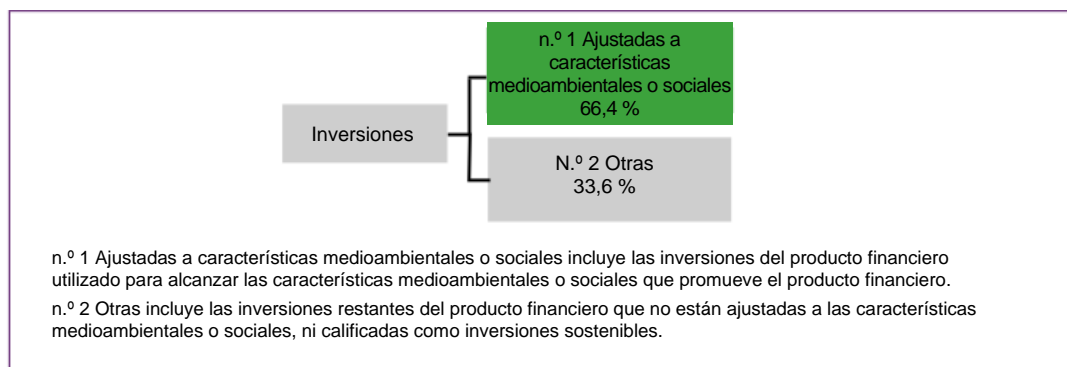 n.º 1 Ajustadas a
características
medioambientales o sociales
66,4 %
Inversiones
N.º 2 Otras
33,6 %
n.º 1 Ajustadas a características medioambientales o sociales incluye las inversiones del producto financiero
utilizado para alcanzar las características medioambientales o sociales que promueve el producto financiero.
n.º 2 Otras incluye las inversiones restantes del producto financiero que no están ajustadas a las características
medioambientales o sociales, ni calificadas como inversiones sostenibles.